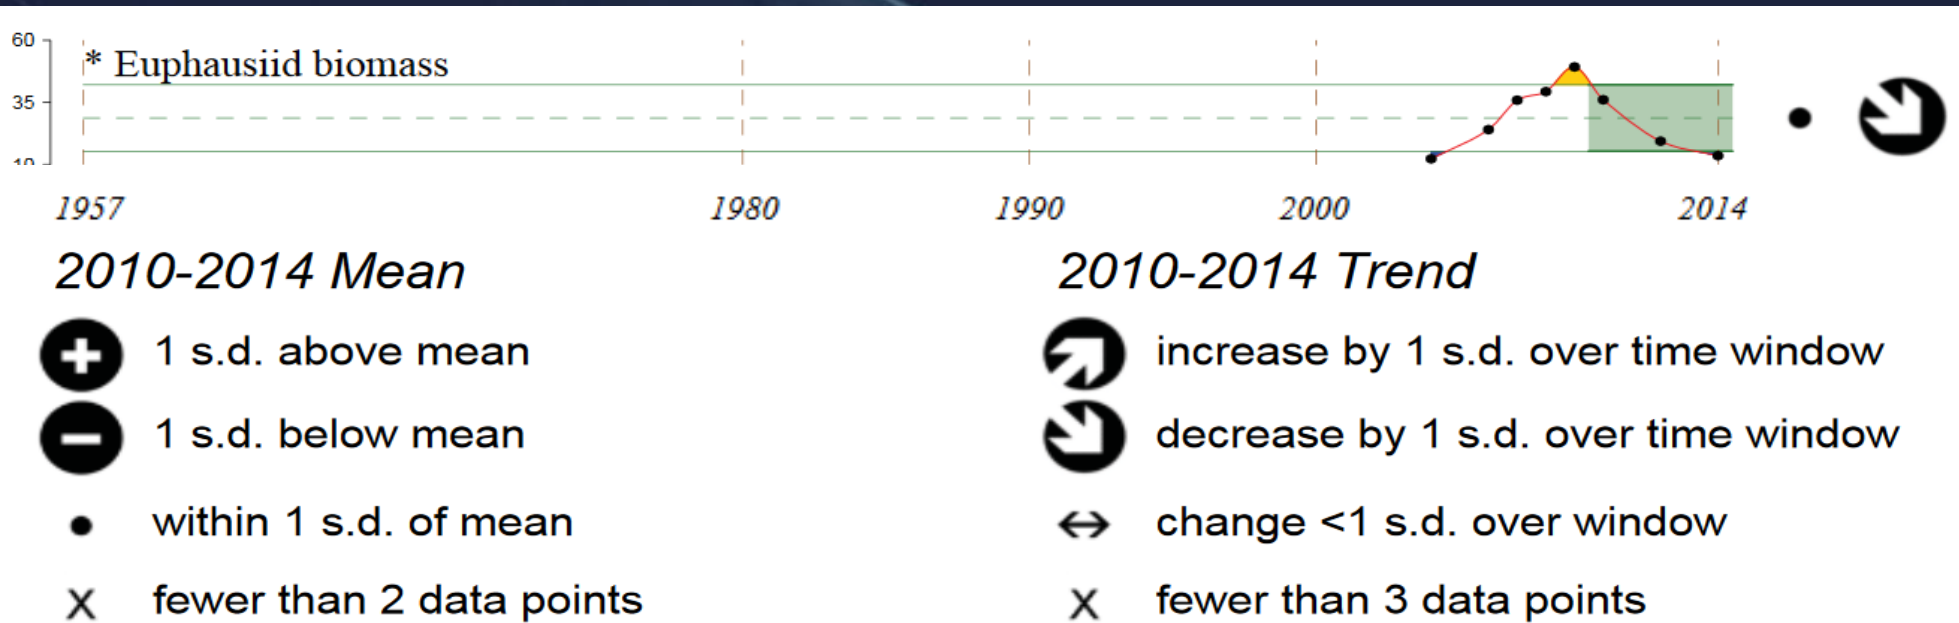 60
* Euphausiid biomass
35
10
1957 1980 1990 2000 2014
2010-2014 Mean
1 s.d. above mean
1 s.d. below mean
within 1 s.d. of mean
x fewer than 2 data points
2010-2014 Trend
increase by 1 s.d. over time window
decrease by 1 s.d. over time window
change <1 s.d. over window
x fewer than 3 data points